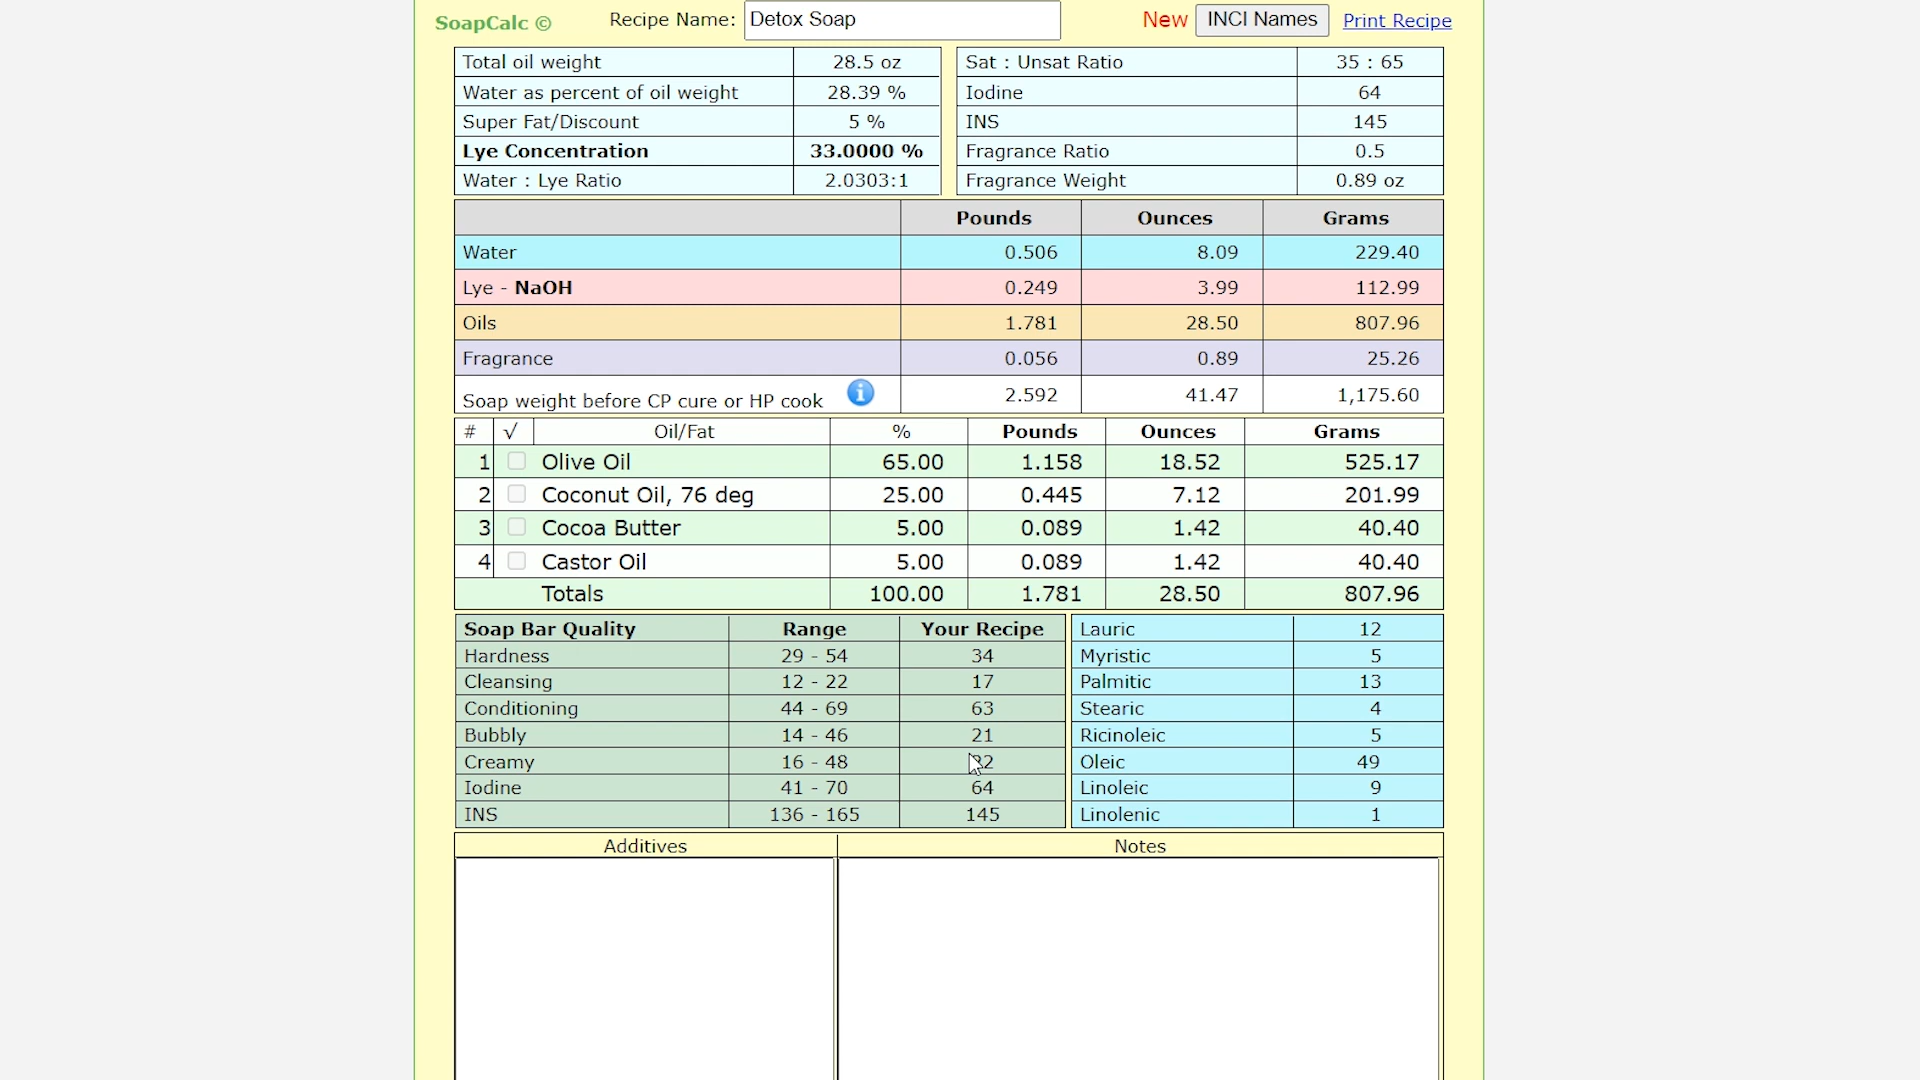 SoapCalc © Recipe Name: Detox Soap New INCI Names Print Recipe
Total oil weight 28.5 oz Sat : Unsat Ratio 35 : 65
Water as percent of oil weight 28.39 % Iodine 64
Super Fat/Discount 5 % INS 145
Lye Concentration 33.0000 % Fragrance Ratio 0.5
Water : Lye Ratio 2.0303:1 Fragrance Weight 0.89 oz
Pounds Ounces Grams
Water 0.506 8.09 229.40
Lye - NaOH 0.249 3.99 112.99
Oils 1.781 28.50 807.96
Fragrance 0.056 0.89 25.26
Soap weight before CP cure or HP cook i 2.592 41.47 1,175.60
# √ Oil/Fat % Pounds Ounces Grams
1 Olive Oil 65.00 1.158 18.52 525.17
2 Coconut Oil, 76 deg 25.00 0.445 7.12 201.99
3 Cocoa Butter 5.00 0.089 1.42 40.40
4 Castor Oil 5.00 0.089 1.42 40.40
Totals 100.00 1.781 28.50 807.96
Soap Bar Quality Range Your Recipe Lauric 12
Hardness 29 - 54 34 Myristic 5
Cleansing 12 - 22 17 Palmitic 13
Conditioning 44 - 69 63 Stearic 4
Bubbly 14 - 46 21 Ricinoleic 5
Creamy 16 - 48 Oleic 49
Iodine 41 - 70 64 Linoleic 9
INS 136 - 165 145 Linolenic 1
Additives Notes